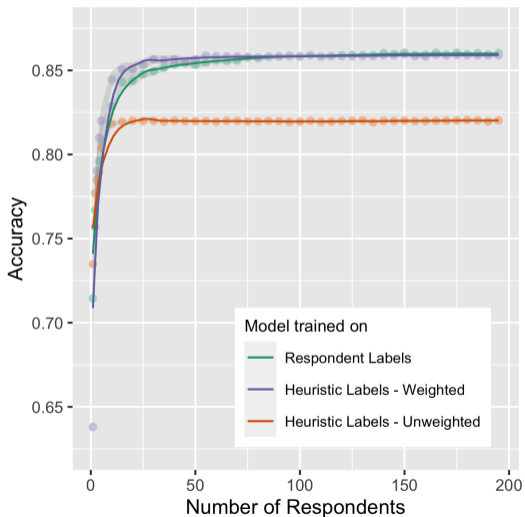 Accuracy
0.85
0.80
0.75
0.70
0.65
Model trained on
Respondent Labels
Heuristic Labels - Weighted
Heuristic Labels - Unweighted
0 50 100 150 200
Number of Respondents